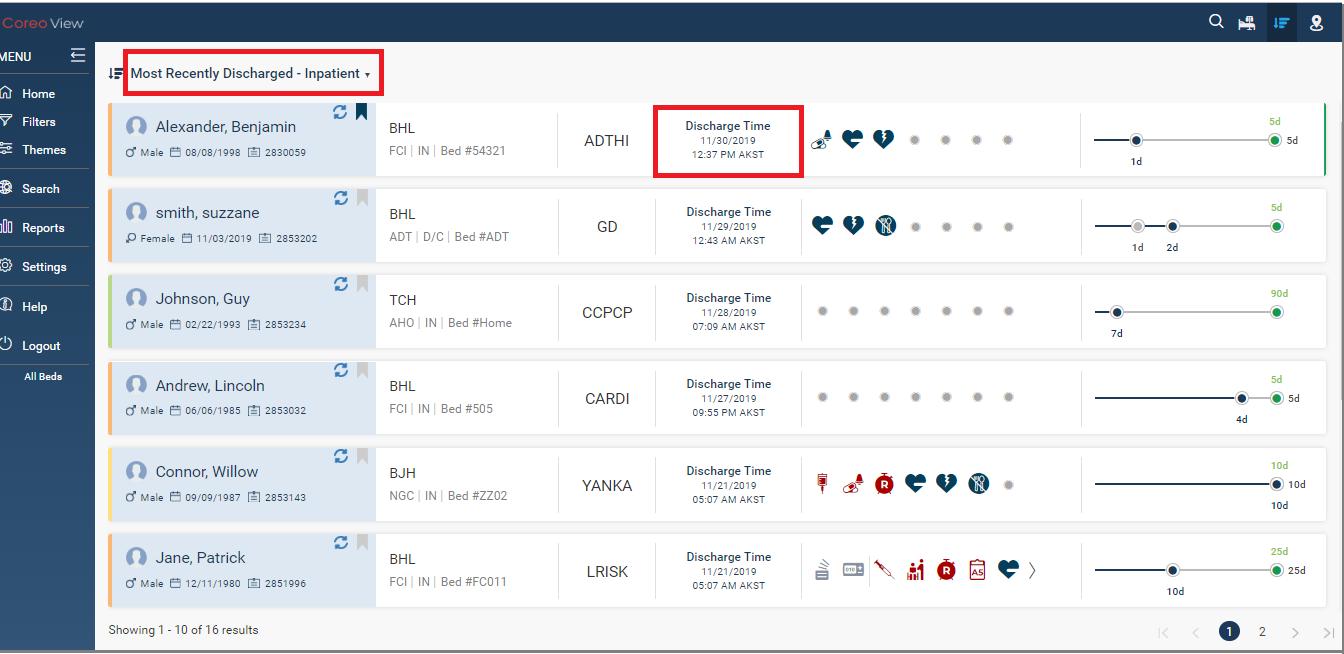 Coreo View
MENU
Home
Filters
Themes
Search
Reports
Settings
Help
Logout
All Beds
Most Recently Discharged - Inpatient
Alexander, Benjamin
Male 08/08/1998 2830059
BHL
FCI | IN | Bed #54321
ADTHI
Discharge Time
11/30/2019
12:37 PM AKST
1d
5d
5d
smith, suzzane
Female 11/03/2019 2853202
BHL
ADT | D/C | Bed #ADT
GD
Discharge Time
11/29/2019
12:43 AM AKST
1d
2d
5d
Johnson, Guy
Male 02/22/1993 2853234
TCH
AHO | IN | Bed #Home
CCPCP
Discharge Time
11/28/2019
07:09 AM AKST
7d
90d
Andrew, Lincoln
Male 06/06/1985 2853032
BHL
FCI | IN | Bed #505
CARDI
Discharge Time
11/27/2019
09:55 PM AKST
4d
5d
5d
Connor, Willow
Male 09/09/1987 2853143
BJH
NGC | IN | Bed #ZZ02
YANKA
Discharge Time
11/21/2019
05:07 AM AKST
R
10d
10d
10d
Jane, Patrick
Male 12/11/1980 2851996
BHL
FCI | IN | Bed #FC011
LRISK
Discharge Time
11/21/2019
05:07 AM AKST
R
A5
10d
25d
25d
Showing 1 - 10 of 16 results
1 2